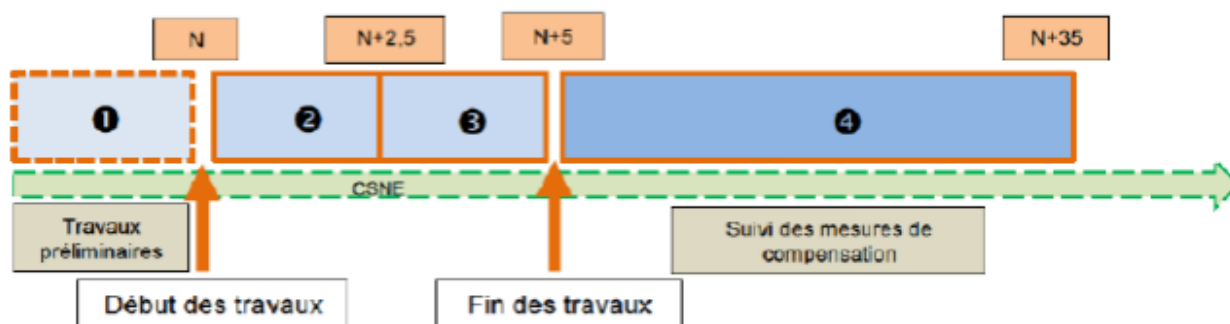 N
N+2,5
N+5
N+35
❶
❷
❸
❹
CSNE
Travaux
préliminaires
Suivi des mesures de
compensation
Début des travaux
Fin des travaux